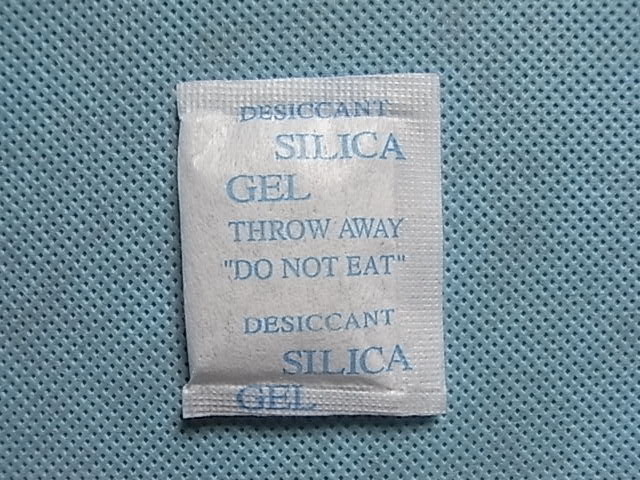 DESICCANT
SILICA
GEL
THROW AWAY
"DO NOT EAT"
DESICCANT
SILICA
GEL